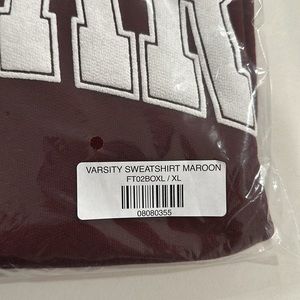 VARSITY SWEATSHIRT MAROON
FT02BOXL / XL
08080355